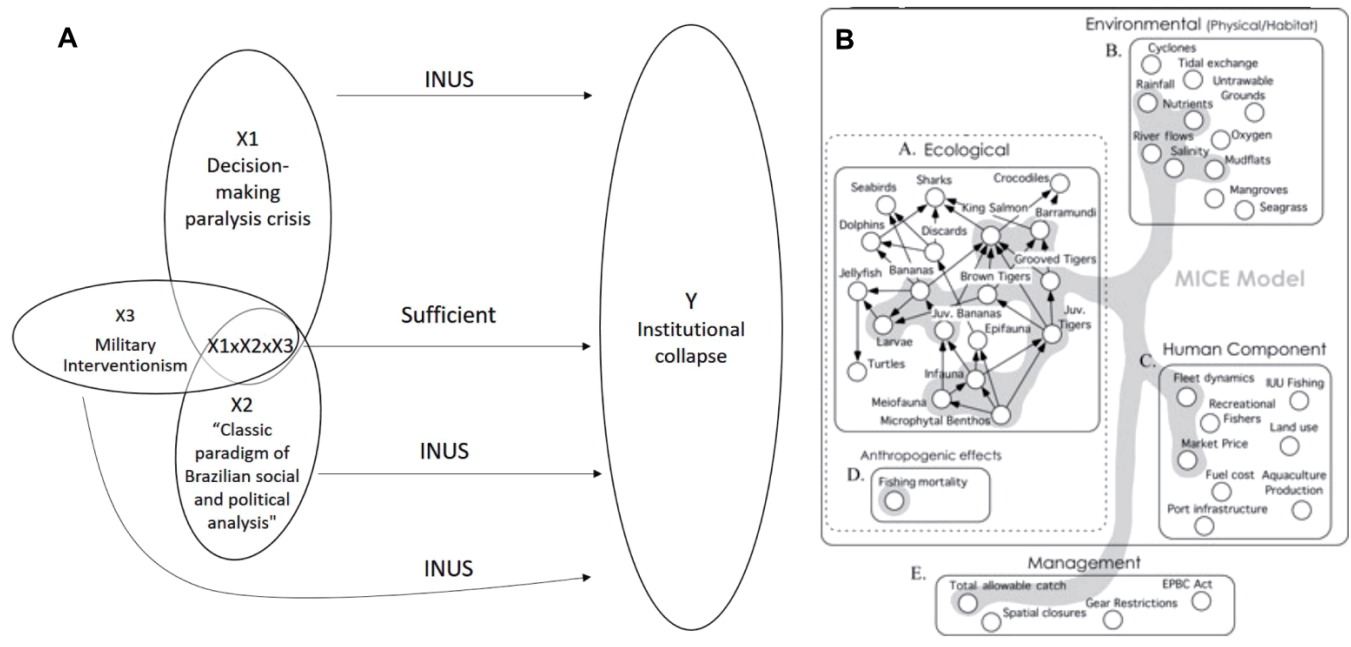 A
X1
Decision-
making
paralysis crisis
INUS
X3
Military
Interventionism
X1xX2xX3
Sufficient
Y
Institutional
collapse
X2
“Classic
paradigm of
Brazilian social
and political
analysis"
INUS
INUS
B
Environmental (Physical/Habitat)
B.
Cyclones
Tidal exchange
Rainfall
Untrawable
Grounds
Nutrients
River flows
Oxygen
Salinity
Mudflats
Mangroves
Seagrass
A. Ecological
Seabirds
Sharks
Crocodiles
King Salmon
Barramundi
Dolphins
Discards
Grooved Tigers
Jellyfish
Bananas
Brown Tigers
Juv. Bananas
Juv.
Tigers
Epifauna
Larvae
Turtles
Infauna
Meiofauna
Microphytal Benthos
MICE Model
Anthropogenic effects
D.
Fishing mortality
Human Component
C.
Fleet dynamics
IUU Fishing
Recreational
Fishers
Land use
Market Price
Fuel cost
Aquaculture
Production
Port infrastructure
Management
E.
Total allowable catch
EPBC Act
Spatial closures
Gear Restrictions